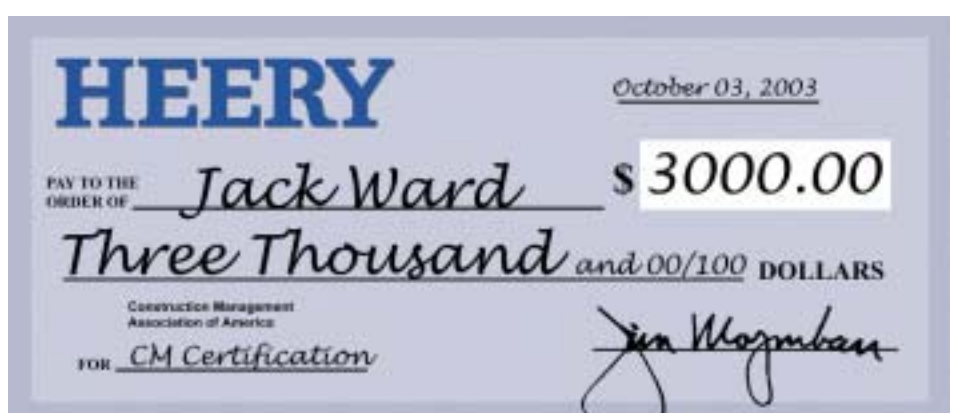 HEERY
October 03, 2003
PAY TO THE
ORDER OF Jack Ward $ 3000.00
Three Thousand and 00/100 DOLLARS
Construction Management
Association of America
FOR CM Certification Jim